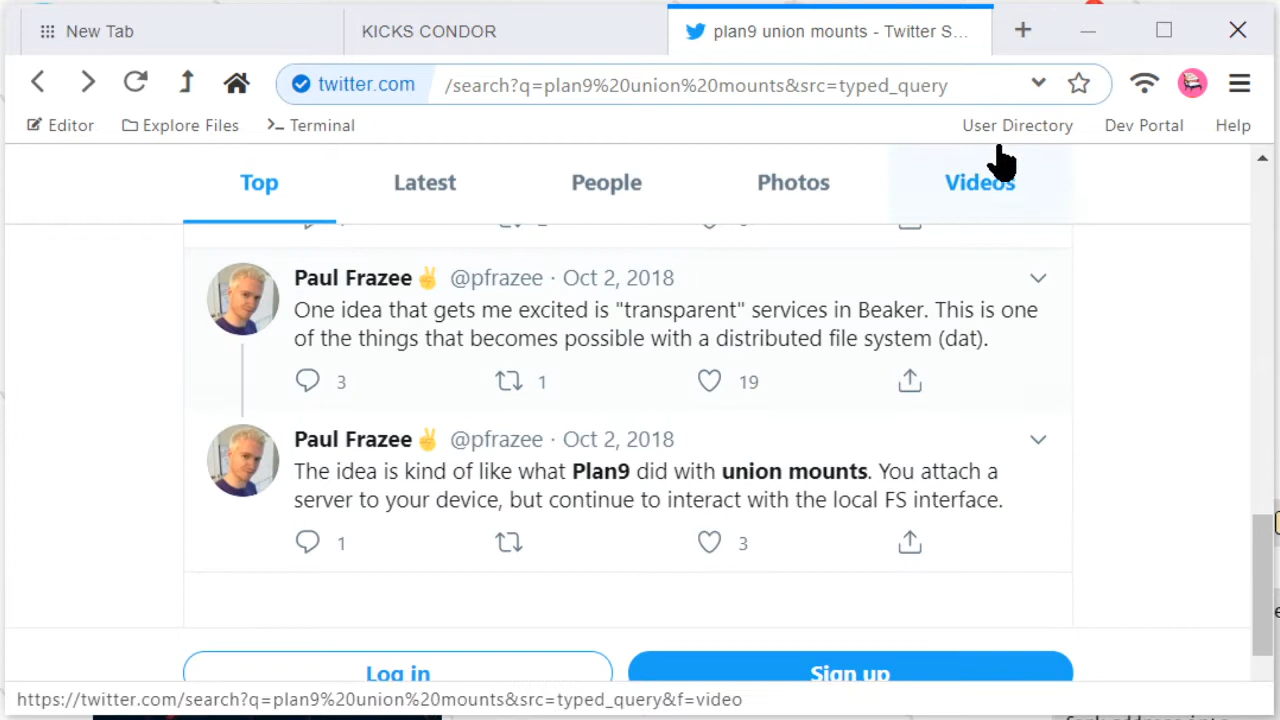 New Tab
KICKS CONDOR
plan9 union mounts - Twitter S...
twitter.com
/search?q=plan9%20union%20mounts&src=typed_query
Editor
Explore Files
Terminal
User Directory
Dev Portal
Help
Top
Latest
People
Photos
Videos
Paul Frazee✌ @pfrazee · Oct 2, 2018
One idea that gets me excited is "transparent" services in Beaker. This is one
of the things that becomes possible with a distributed file system (dat).
3
1
19
Paul Frazee✌ @pfrazee · Oct 2, 2018
The idea is kind of like what Plan9 did with union mounts. You attach a
server to your device, but continue to interact with the local FS interface.
1
3
Log in
Sign up
https://twitter.com/search?q=plan9%20union%20mounts&src=typed_query&f=video